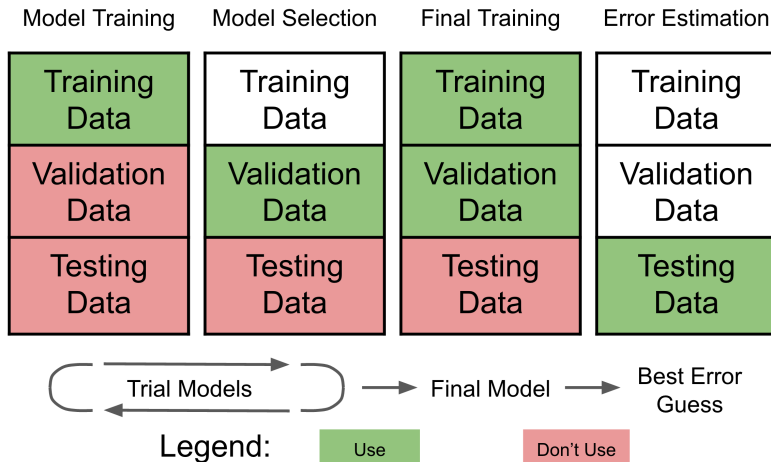 Model Training Model Selection Final Training Error Estimation
Training Training Training Training
Data Data Data Data
Validation Validation Validation Validation
Data Data Data Data
Testing Testing Testing Testing
Data Data Data Data
Trial Models Final Model Best Error
Guess
Legend: Use Don't Use